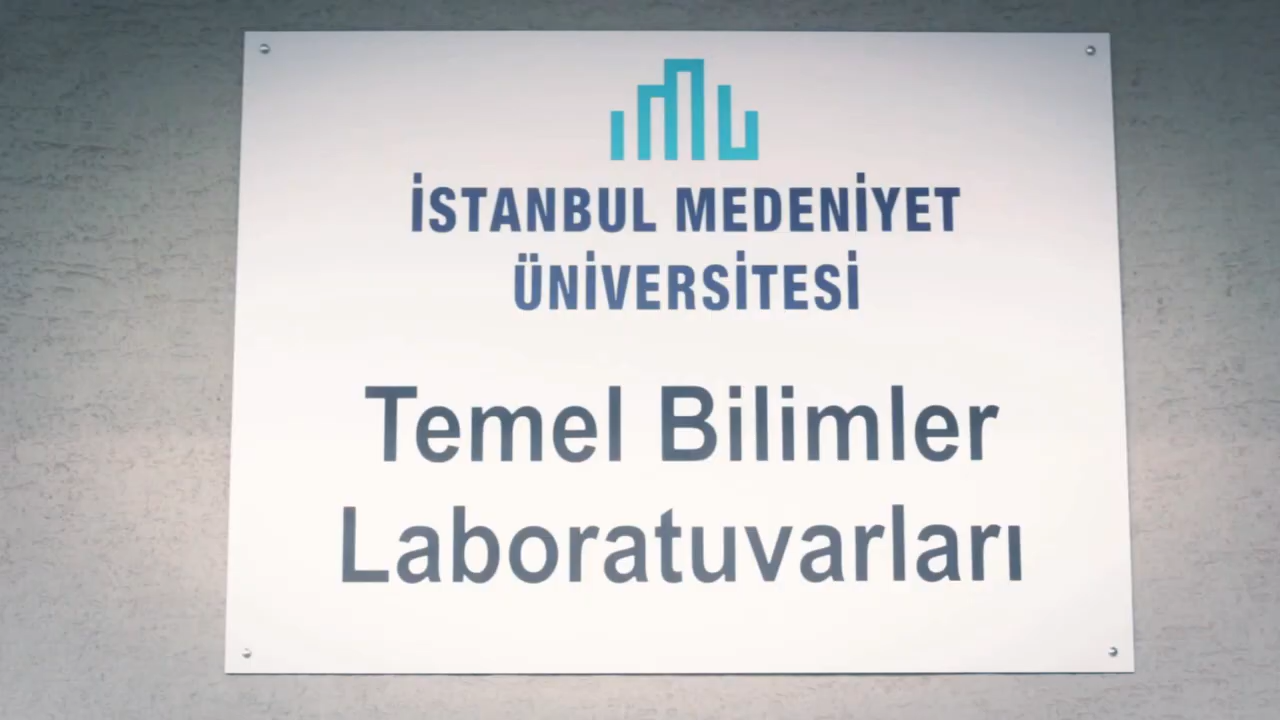 İSTANBUL MEDENİYET
ÜNİVERSİTESİ
Temel Bilimler
Laboratuvarları